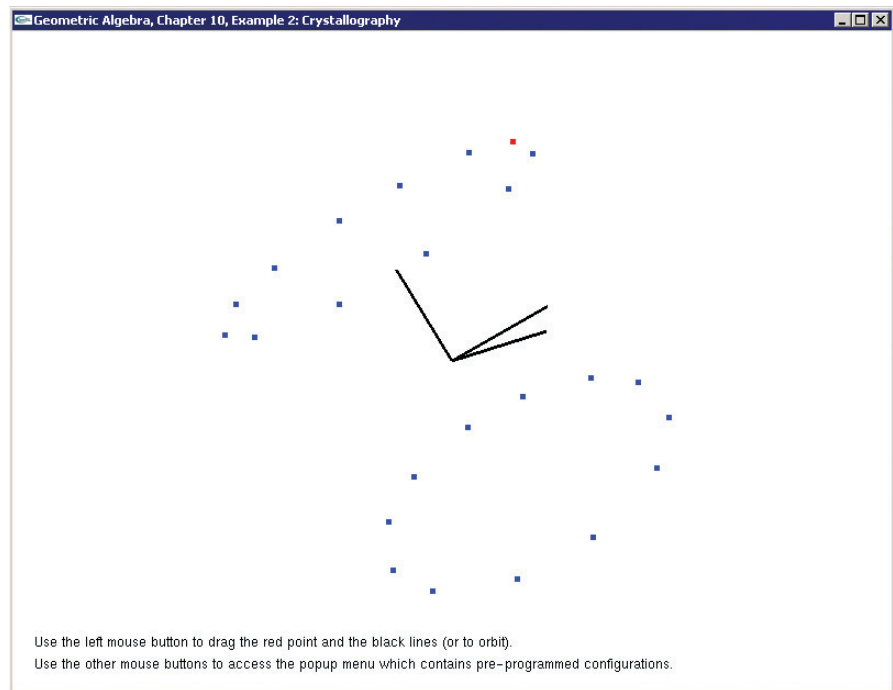 Geometric Algebra, Chapter 10, Example 2: Crystallography
Use the left mouse button to drag the red point and the black lines (or to orbit).
Use the other mouse buttons to access the popup menu which contains pre-programmed configurations.